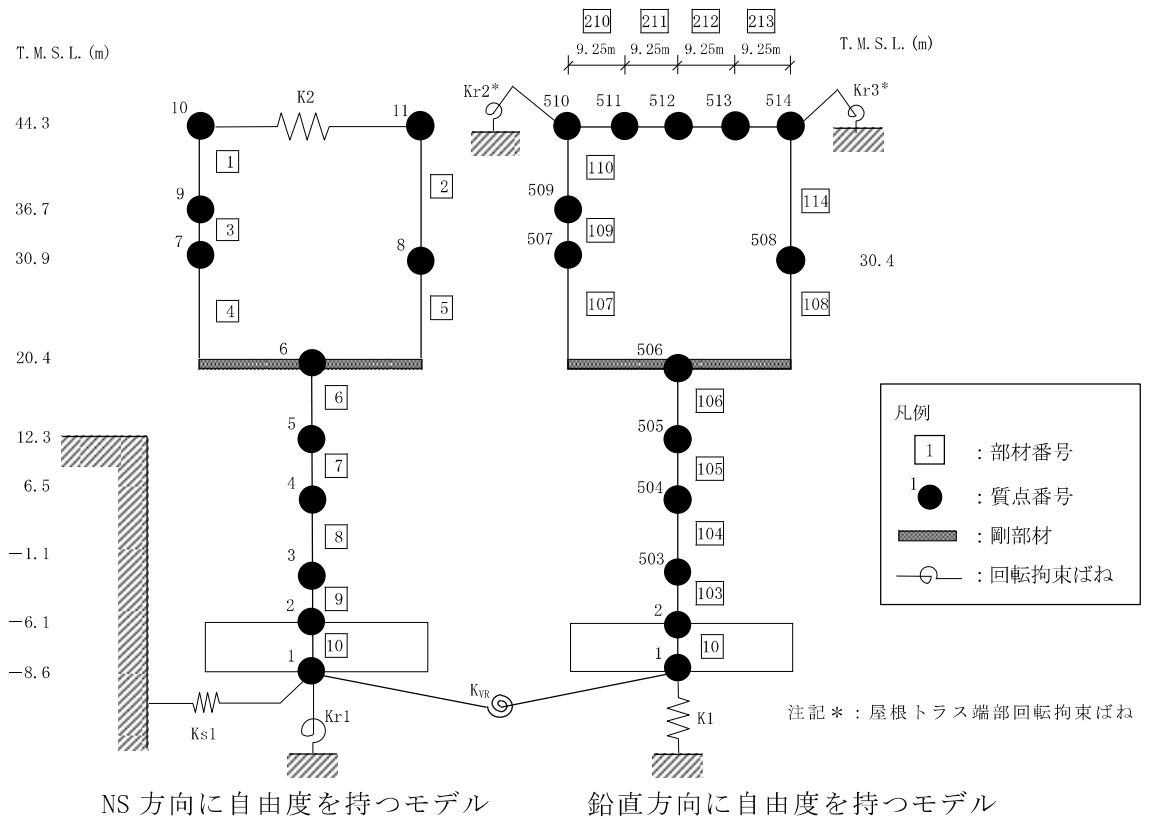 210 211 212 213
T.M.S.L.(m)
9.25m 9.25m 9.25m 9.25m
T.M.S.L.(m)
K2
Kr2*
Kr3*
10
11
510 511 512 513 514
44.3
1
110
2
9
509
36.7
114
3
109
7
8
507
508
30.9
30.4
4
5
107
108
6
506
20.4
6
106
凡例
5
505
12.3
1 :部材番号
7
105
6.5
4
504
1 :質点番号
8
104
:剛部材
-1.1
3
503
:回転拘束ばね
9
103
2
2
-6.1
10
10
1
1
-8.6
KVR
Ks1
Kr1
K1
注記*:屋根トラス端部回転拘束ばね
NS 方向に自由度を持つモデル
鉛直方向に自由度を持つモデル